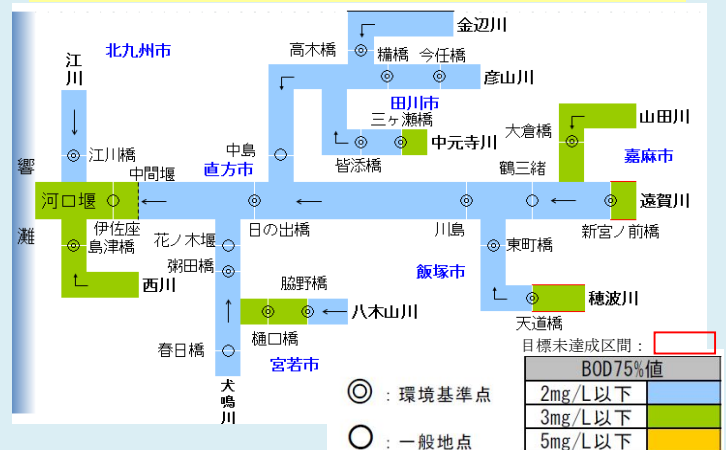 金辺川
高木橋
糒橋
今任橋
彦山川
北九州市
江川
田川市
三ヶ瀬橋
中元寺川
皆添橋
山田川
大倉橋
嘉麻市
江川橋
中間堰
中島
直方市
鶴三緒
響灘
河口堰
遠賀川
伊佐座
島津橋
日の出橋
川島
新宮ノ前橋
花ノ木堰
粥田橋
東町橋
西川
脇野橋
飯塚市
穂波川
八木山川
天道橋
樋口橋
春日橋
宮若市
犬鳴川
目標未達成区間：
BOD75%値
◎ ：環境基準点
2mg/L以下
3mg/L以下
○ ：一般地点
5mg/L以下